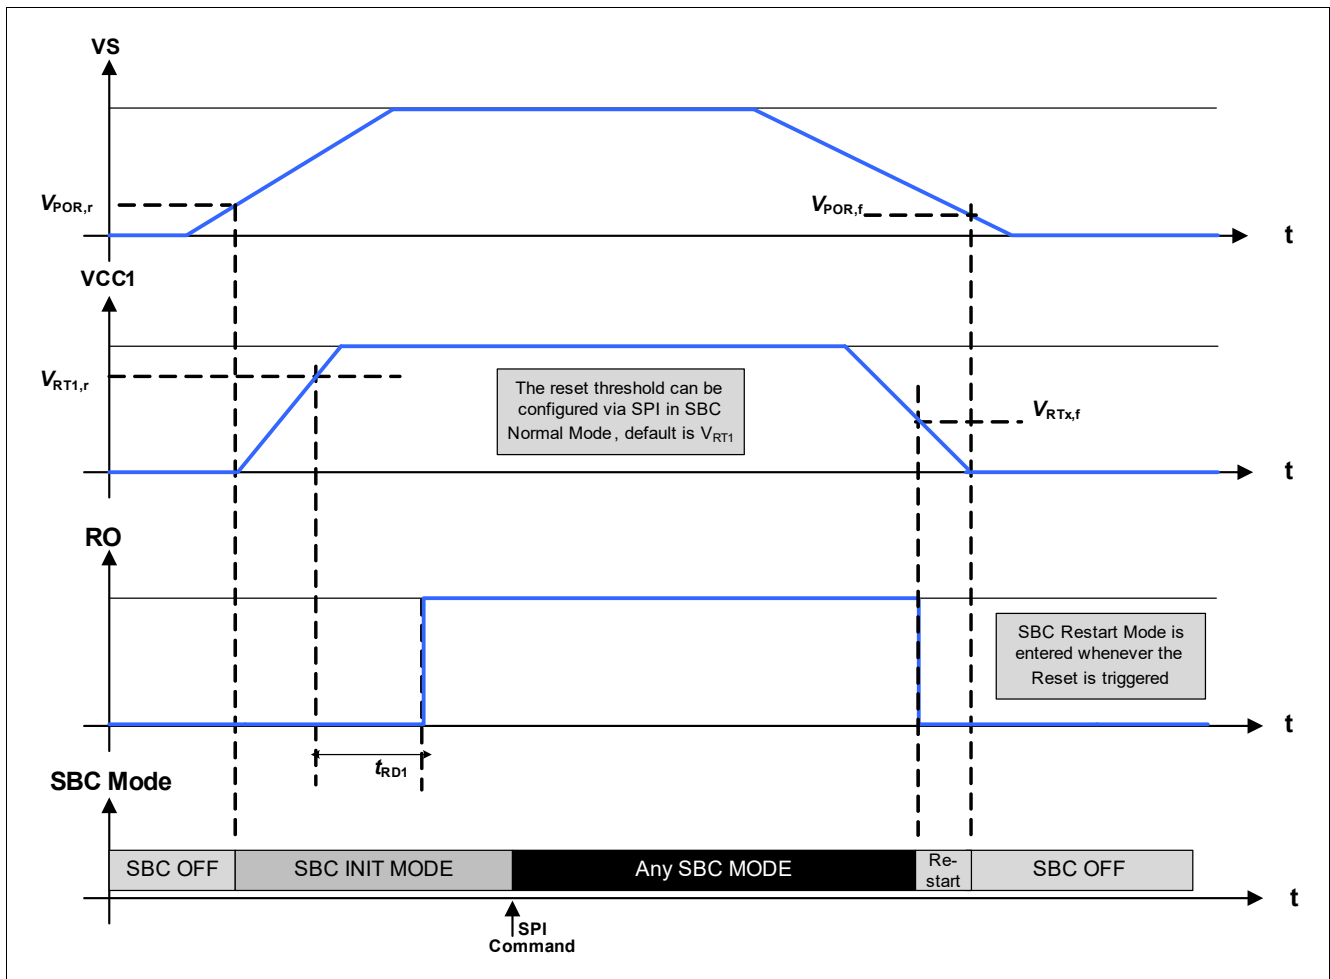 VS
VPOR,r
VPOR,f
t
VCC1
VRT1,r
The reset threshold can be
configured via SPI in SBC
Normal Mode, default is VRT1
VRTx,f
t
RO
SBC Restart Mode is
entered whenever the
Reset is triggered
t
tRD1
SBC Mode
SBC OFF
SBC INIT MODE
Any SBC MODE
Re-
start
SBC OFF
t
SPI
Command